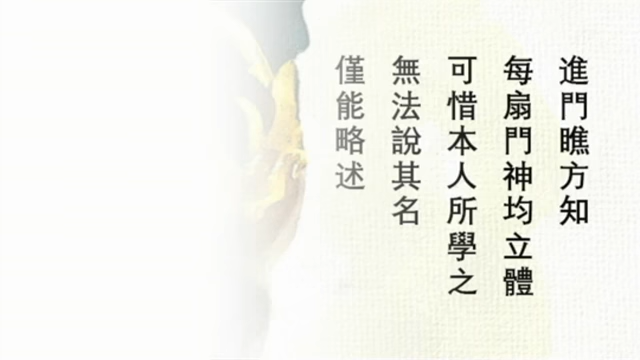 進門瞧方知
每扇門神均立體
可惜本人所學之
無法說其名
僅能略述